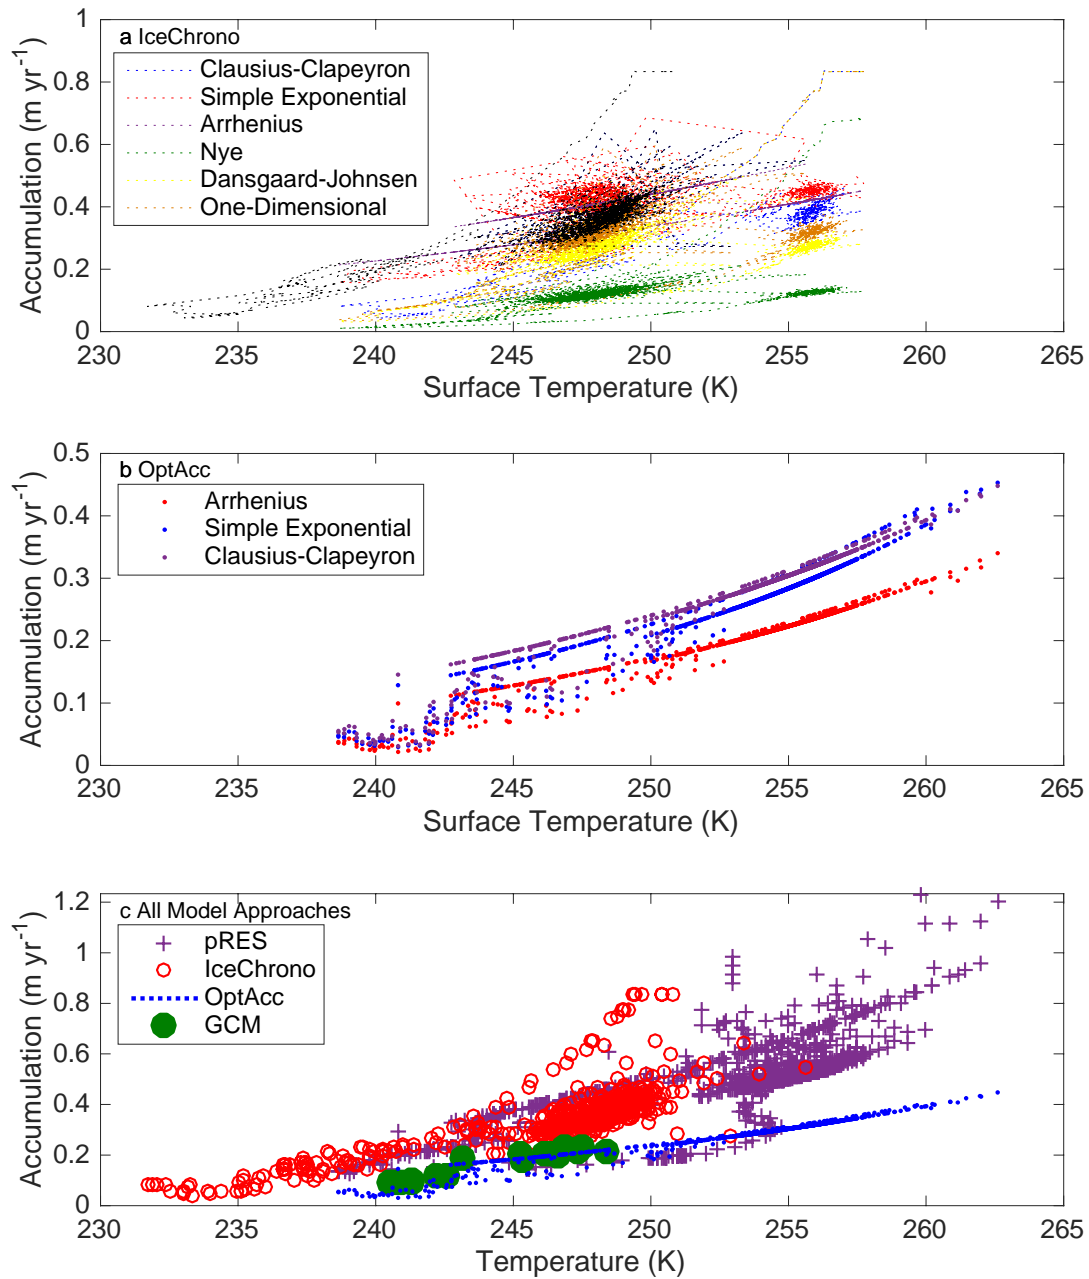 a IceChrono
Clausius-Clapeyron
Simple Exponential
Arrhenius
Nye
Dansgaard-Johnsen
One-Dimensional
Accumulation (m yr⁻¹)
1
0.8
0.6
0.4
0.2
0
230 235 240 245 250 255 260 265
Surface Temperature (K)
b OptAcc
Arrhenius
Simple Exponential
Clausius-Clapeyron
Accumulation (m yr⁻¹)
0.5
0.4
0.3
0.2
0.1
0
230 235 240 245 250 255 260 265
Surface Temperature (K)
c All Model Approaches
pRES
IceChrono
OptAcc
GCM
Accumulation (m yr⁻¹)
1.2
1
0.8
0.6
0.4
0.2
0
230 235 240 245 250 255 260 265
Temperature (K)